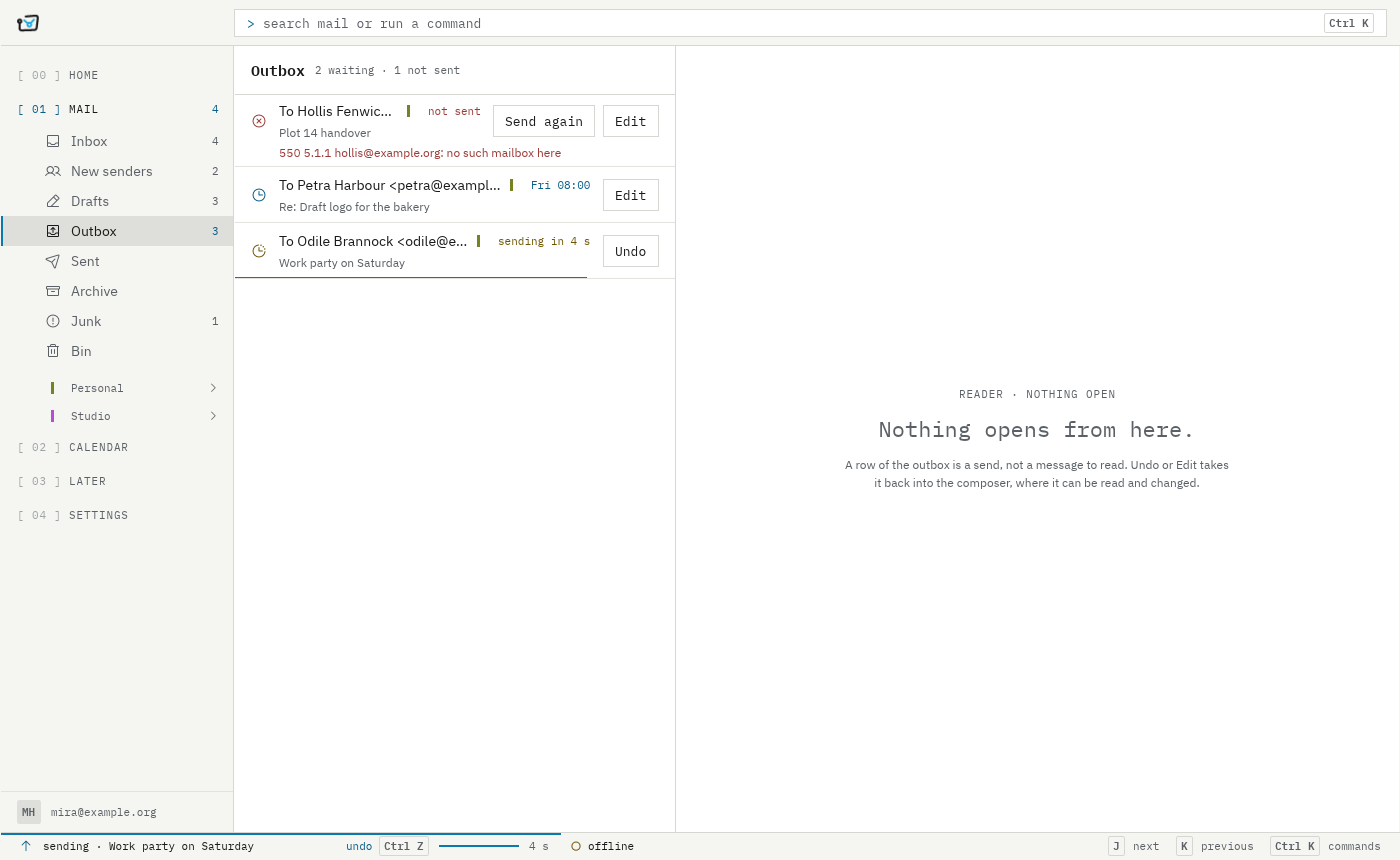 > search mail or run a command Ctrl K
[ 00 ] HOME
[ 01 ] MAIL 4
Inbox 4
New senders 2
Drafts 3
Outbox 3
Sent
Archive
Junk 1
Bin
Personal
Studio
[ 02 ] CALENDAR
[ 03 ] LATER
[ 04 ] SETTINGS
MH mira@example.org
Outbox 2 waiting · 1 not sent
To Hollis Fenwic... not sent Send again Edit
Plot 14 handover
550 5.1.1 hollis@example.org: no such mailbox here
To Petra Harbour <petra@exampl... Fri 08:00 Edit
Re: Draft logo for the bakery
To Odile Brannock <odile@e... sending in 4 s Undo
Work party on Saturday
READER · NOTHING OPEN
Nothing opens from here.
A row of the outbox is a send, not a message to read. Undo or Edit takes
it back into the composer, where it can be read and changed.
sending · Work party on Saturday undo Ctrl Z 4 s offline J next K previous Ctrl K commands